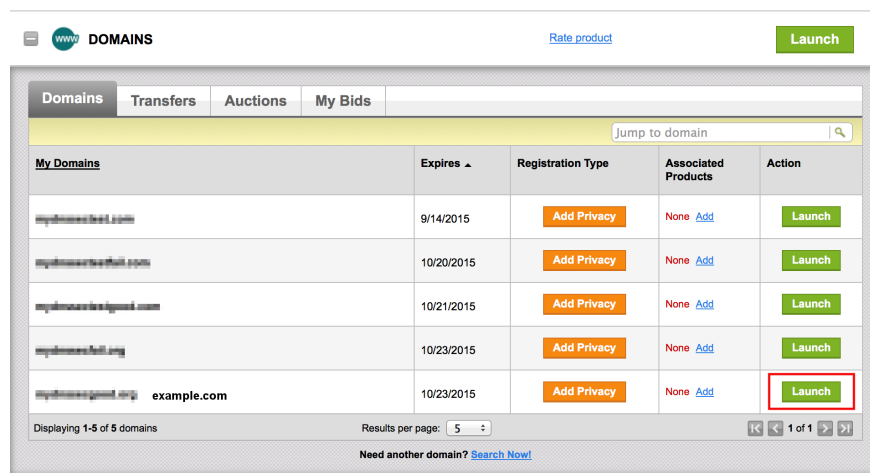 www DOMAINS Rate product Launch
Domains Transfers Auctions My Bids
Jump to domain
My Domains Expires Registration Type Associated Products Action
9/14/2015 Add Privacy None Add Launch
10/20/2015 Add Privacy None Add Launch
10/21/2015 Add Privacy None Add Launch
10/23/2015 Add Privacy None Add Launch
example.com 10/23/2015 Add Privacy None Add Launch
Displaying 1-5 of 5 domains Results per page: 5 1 of 1
Need another domain? Search Now!